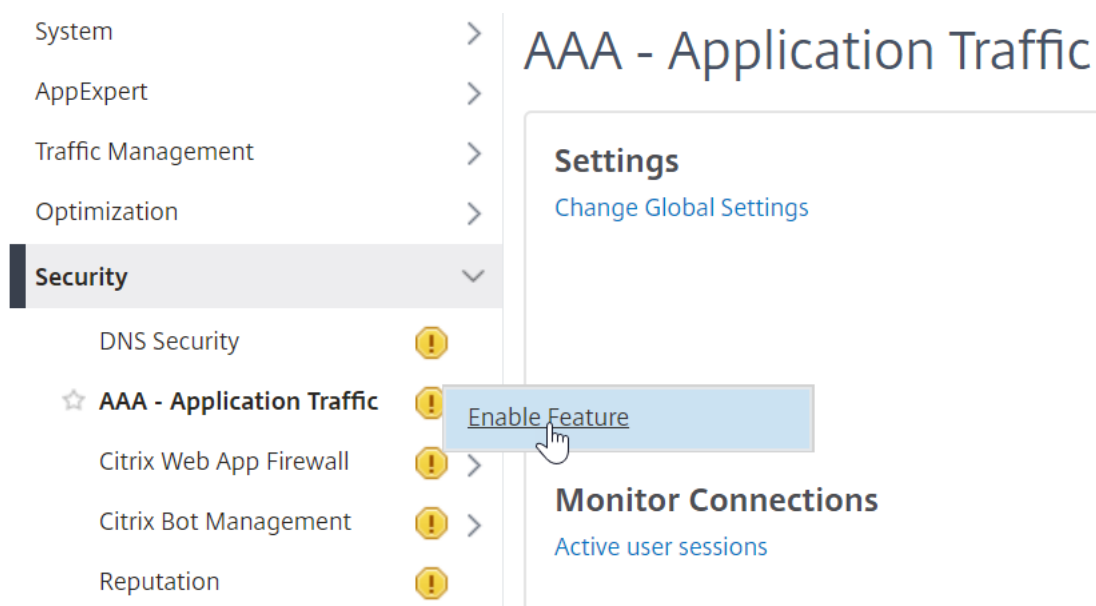 System
AppExpert
Traffic Management
Optimization
Security
DNS Security
AAA - Application Traffic
Citrix Web App Firewall
Citrix Bot Management
Reputation
AAA - Application Traffic
Settings
Change Global Settings
Enable Feature
Monitor Connections
Active user sessions